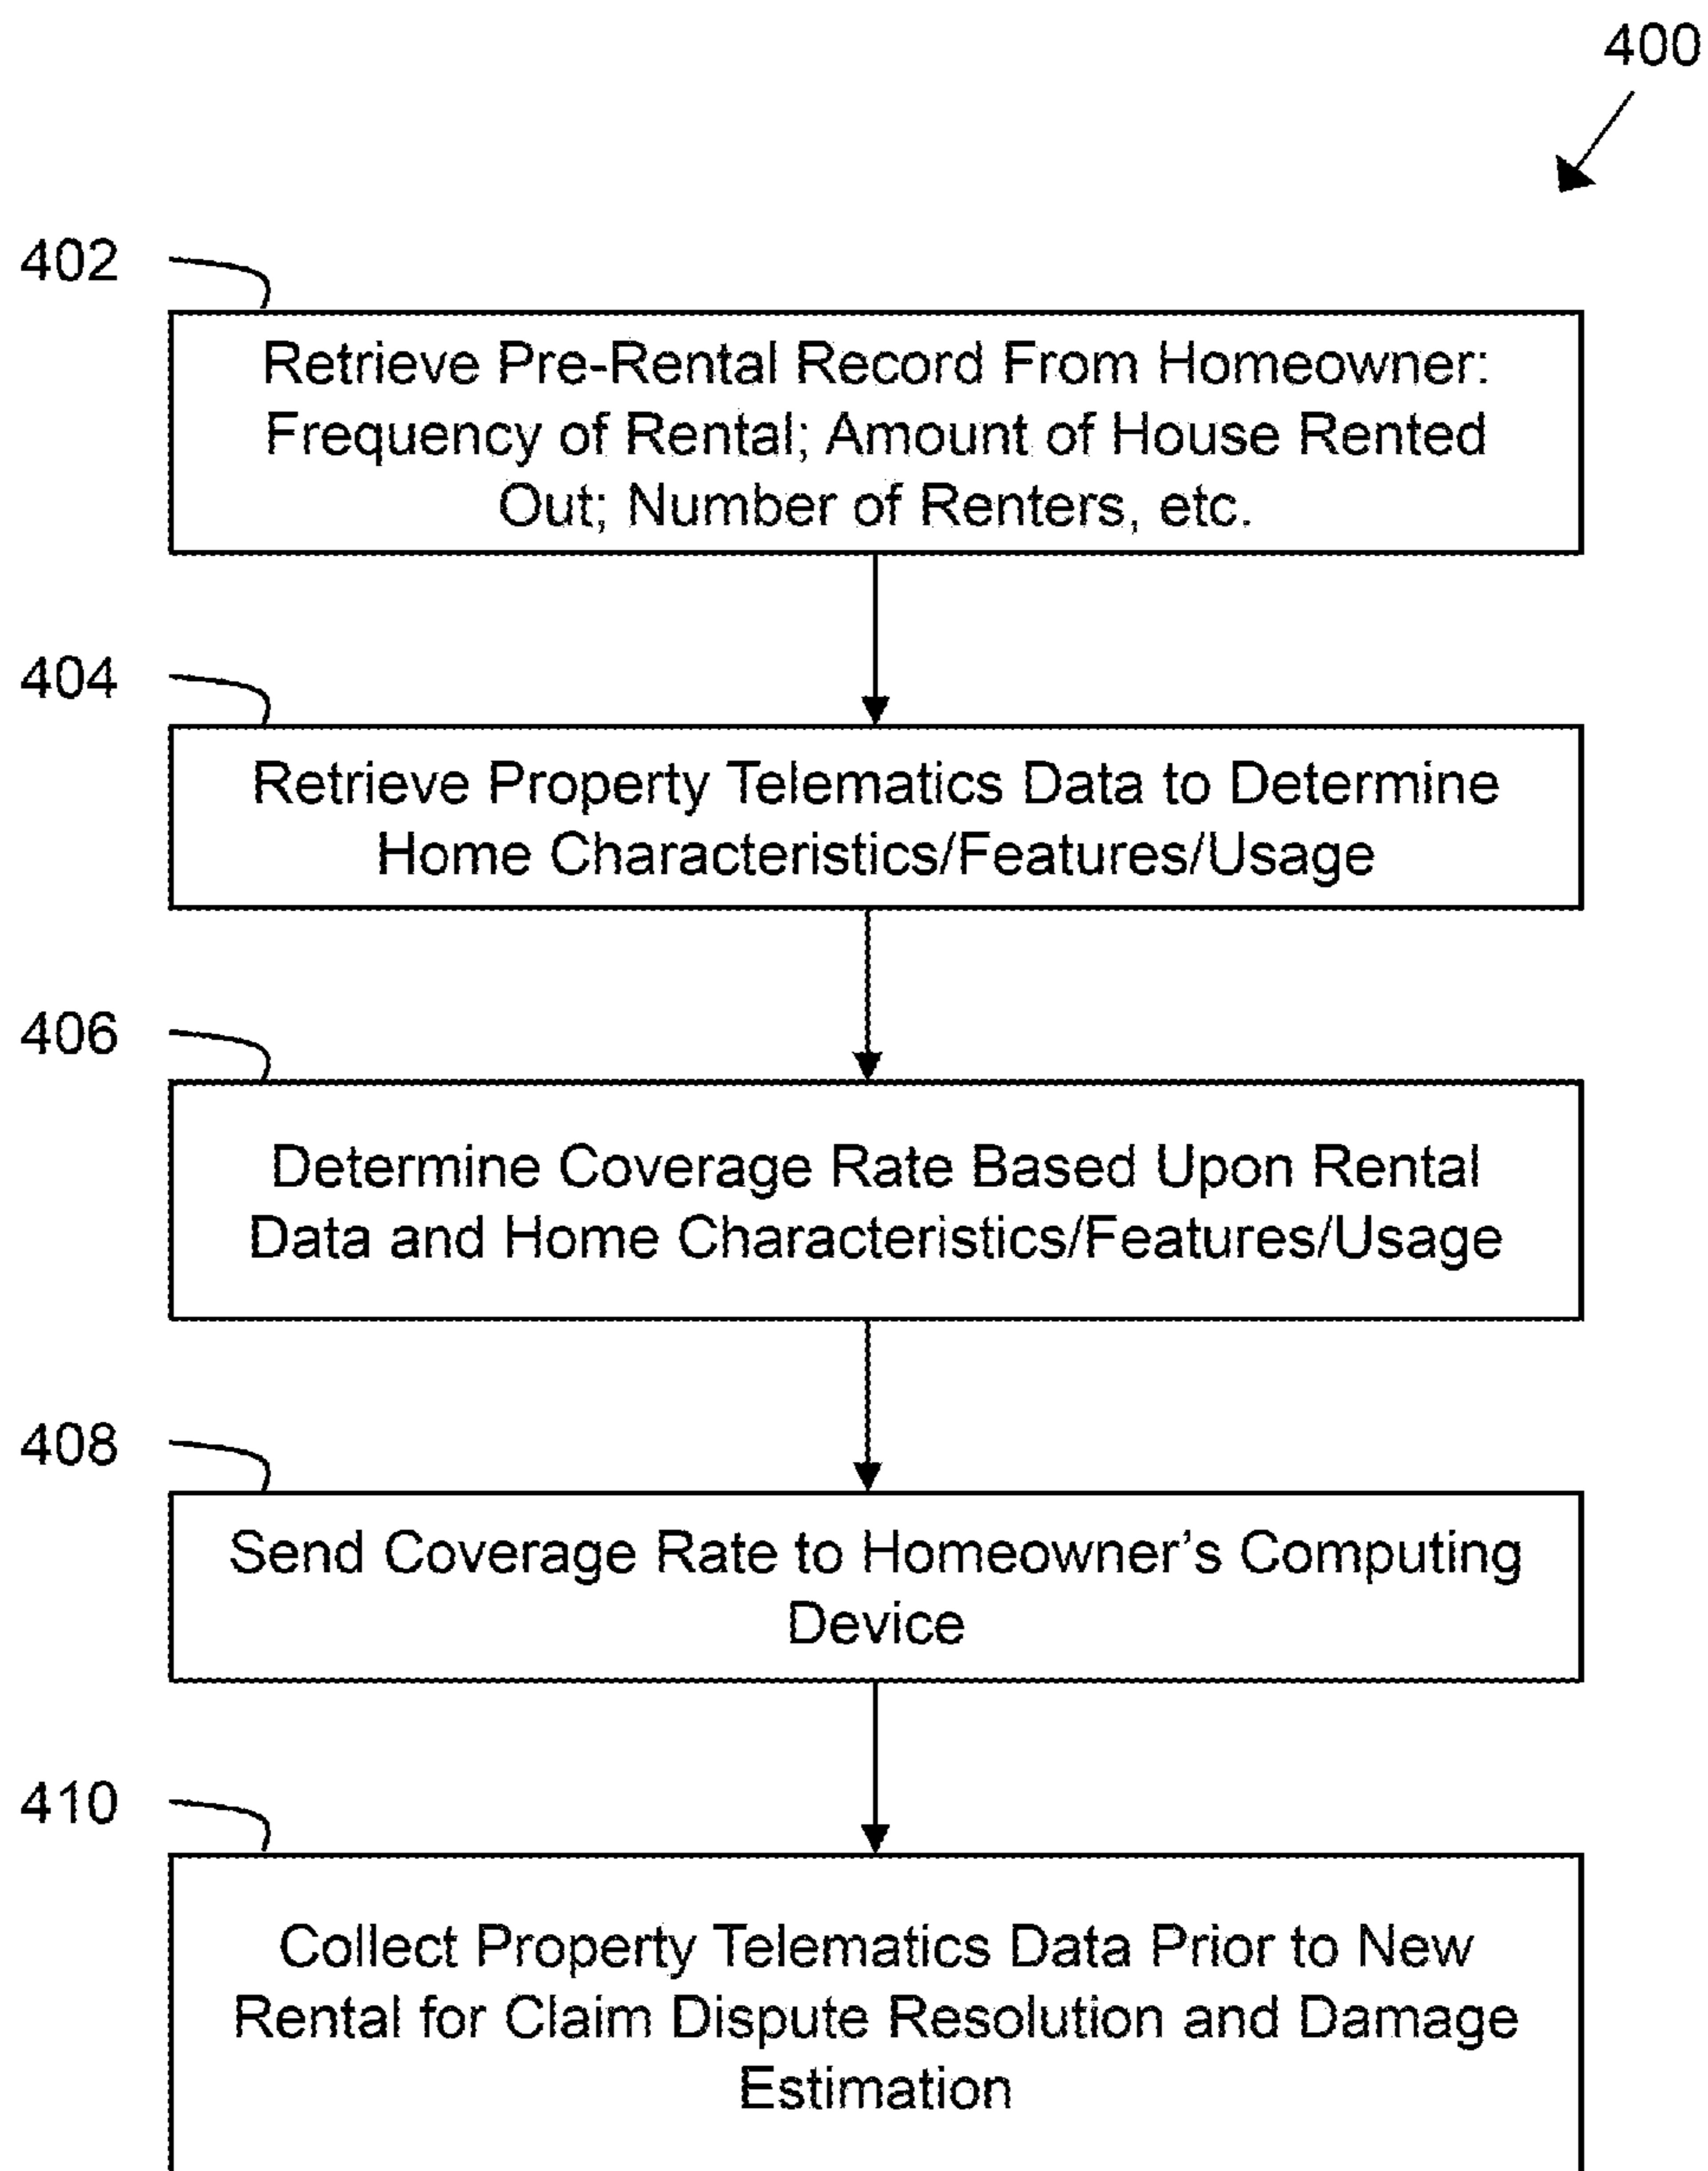 400
402
Retrieve Pre-Rental Record From Homeowner:
Frequency of Rental; Amount of House Rented
Out; Number of Renters, etc.
404
Retrieve Property Telematics Data to Determine
Home Characteristics/Features/Usage
406
Determine Coverage Rate Based Upon Rental
Data and Home Characteristics/Features/Usage
408
Send Coverage Rate to Homeowner’s Computing
Device
410
Collect Property Telematics Data Prior to New
Rental for Claim Dispute Resolution and Damage
Estimation